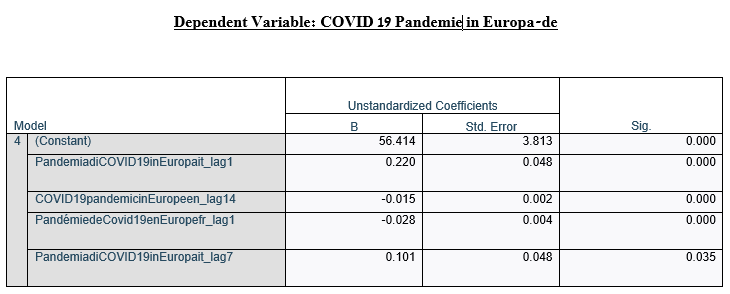 Dependent Variable: COVID 19 Pandemie in Europa-de
Unstandardized Coefficients
Model B Std. Error Sig.
4 (Constant) 56.414 3.813 0.000
PandemiadiCOVID19inEuropait_lag1 0.220 0.048 0.000
COVID19pandemicinEuropeen_lag14 -0.015 0.002 0.000
PandémiedeCovid19enEuropefr_lag1 -0.028 0.004 0.000
PandemiadiCOVID19inEuropait_lag7 0.101 0.048 0.035